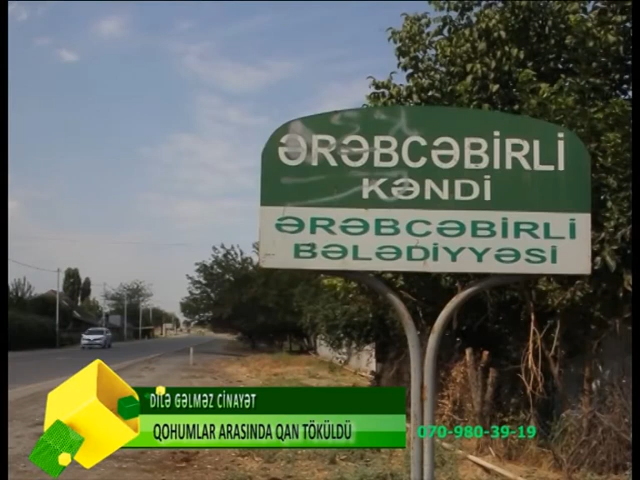 ƏRƏBCƏBİRLİ
KƏNDİ
ƏRƏBCƏBİRLİ
BƏLƏDİYYƏSİ
DİLƏ GƏLMƏZ CİNAYƏT
QOHUMLAR ARASINDA QAN TÖKÜLDÜ
070-980-39-19